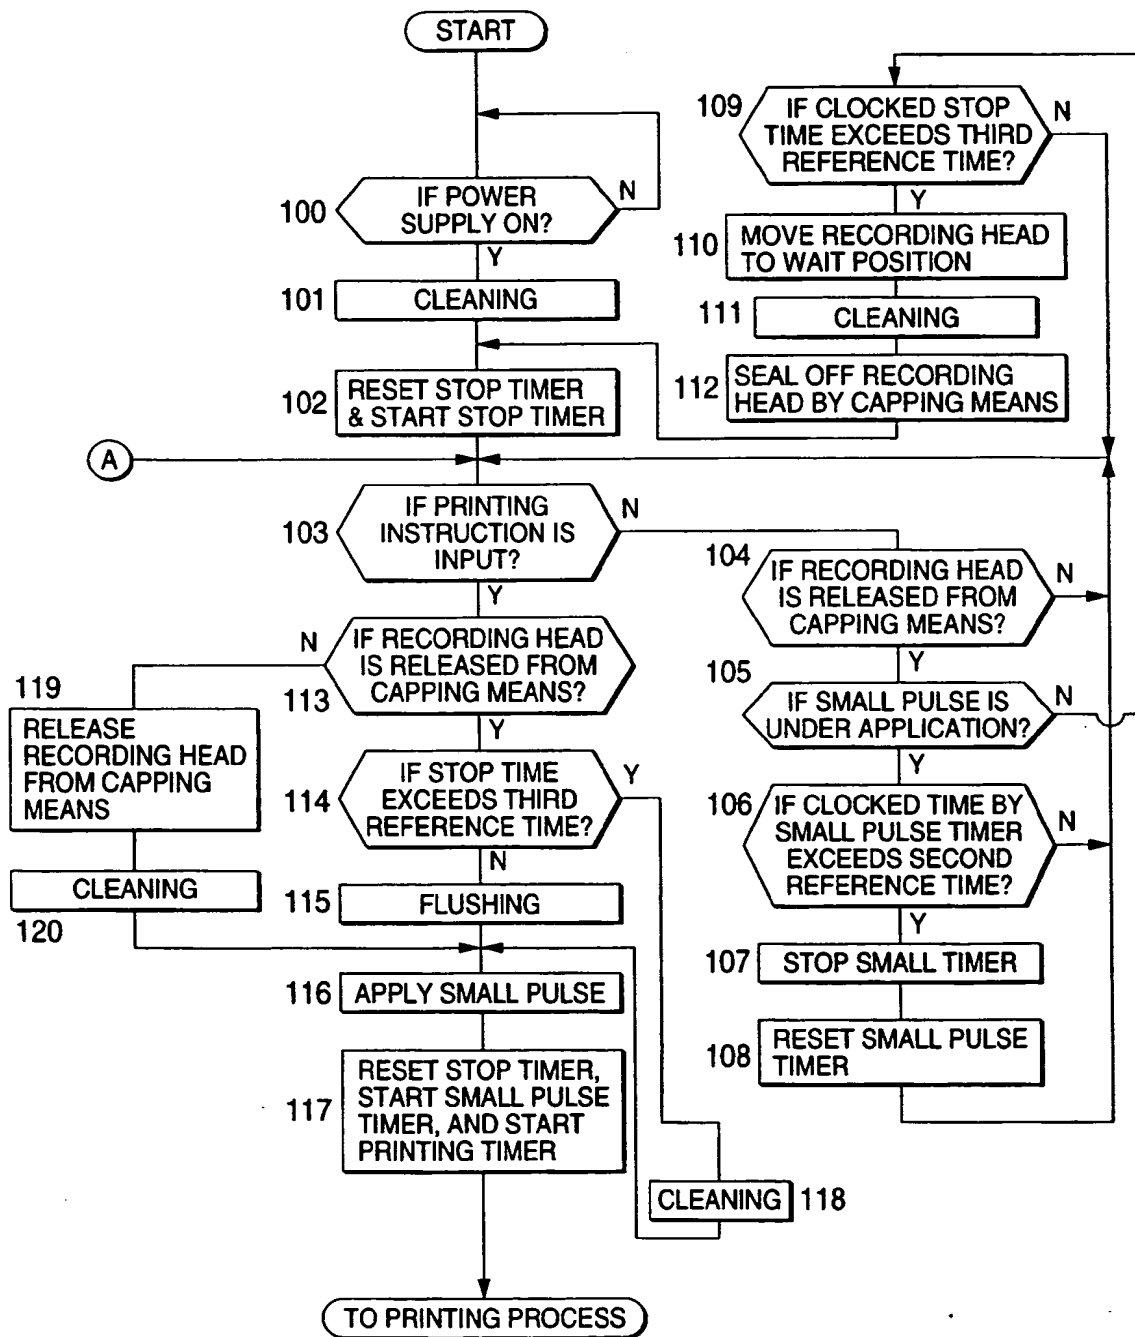 START
100
IF POWER
SUPPLY ON?
N
Y
101
CLEANING
102
RESET STOP TIMER
& START STOP TIMER
A
103
IF PRINTING
INSTRUCTION IS
INPUT?
N
Y
104
IF RECORDING HEAD
IS RELEASED FROM
CAPPING MEANS?
N
Y
105
IF SMALL PULSE IS
UNDER APPLICATION?
N
Y
106
IF CLOCKED TIME BY
SMALL PULSE TIMER
EXCEEDS SECOND
REFERENCE TIME?
N
Y
107
STOP SMALL TIMER
108
RESET SMALL PULSE
TIMER
109
IF CLOCKED STOP
TIME EXCEEDS THIRD
REFERENCE TIME?
N
Y
110
MOVE RECORDING HEAD
TO WAIT POSITION
111
CLEANING
112
SEAL OFF RECORDING
HEAD BY CAPPING MEANS
113
IF RECORDING HEAD
IS RELEASED FROM
CAPPING MEANS?
N
Y
114
IF STOP TIME
EXCEEDS THIRD
REFERENCE TIME?
Y
N
115
FLUSHING
116
APPLY SMALL PULSE
117
RESET STOP TIMER,
START SMALL PULSE
TIMER, AND START
PRINTING TIMER
118
CLEANING
119
RELEASE
RECORDING HEAD
FROM CAPPING
MEANS
CLEANING
120
TO PRINTING PROCESS